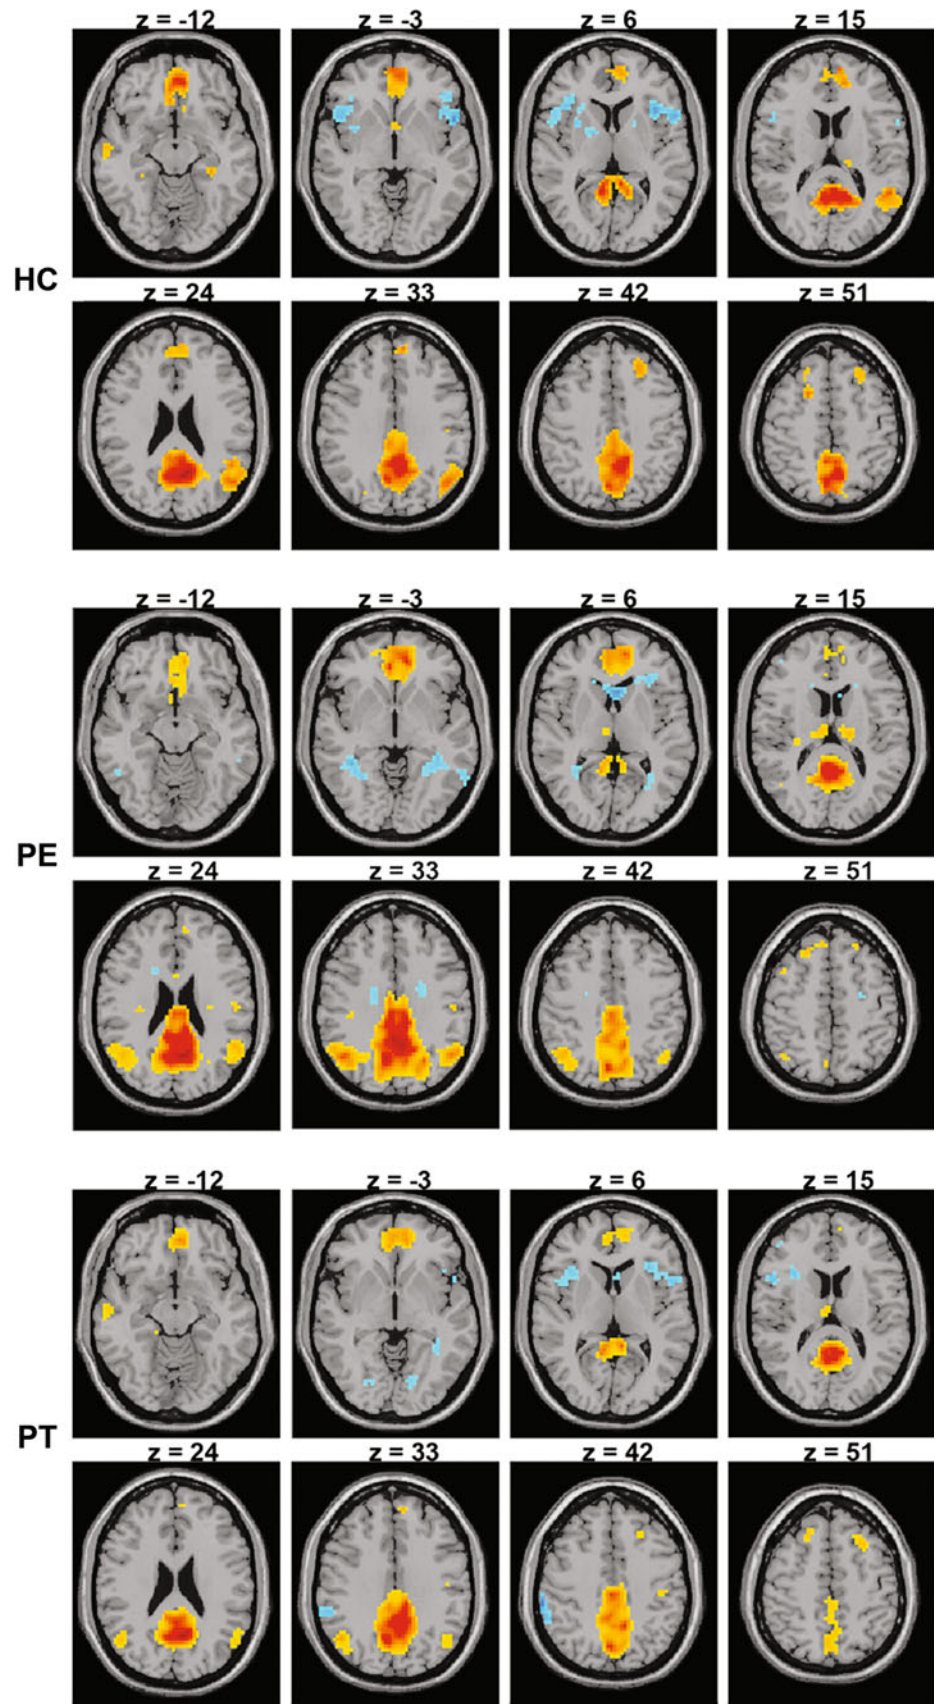 z = -12 z = -3 z = 6 z = 15
HC
z = 24 z = 33 z = 42 z = 51
z = -12 z = -3 z = 6 z = 15
PE
z = 24 z = 33 z = 42 z = 51
z = -12 z = -3 z = 6 z = 15
PT
z = 24 z = 33 z = 42 z = 51